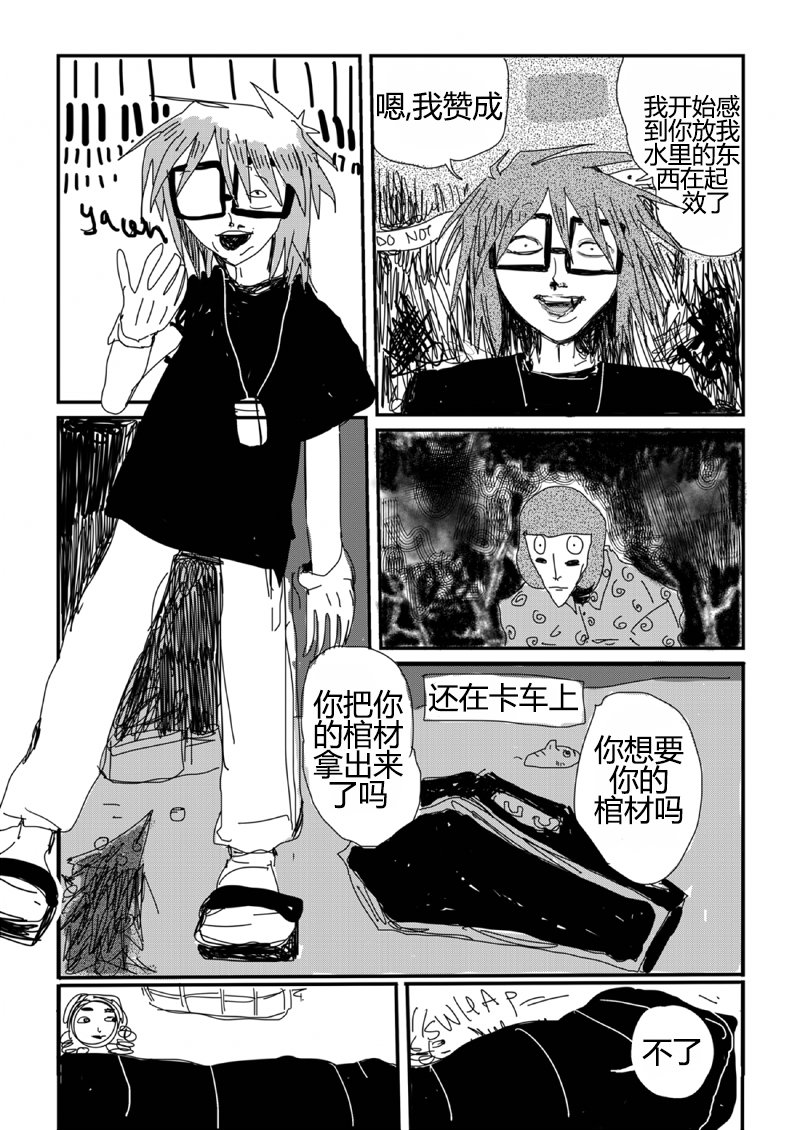 yawn
嗯,我赞成
我开始感
到你放我
水里的东
西在起
效了
DO NOT
你把你
的棺材
拿出来
了吗
还在卡车上
你想要
你的
棺材吗
不了